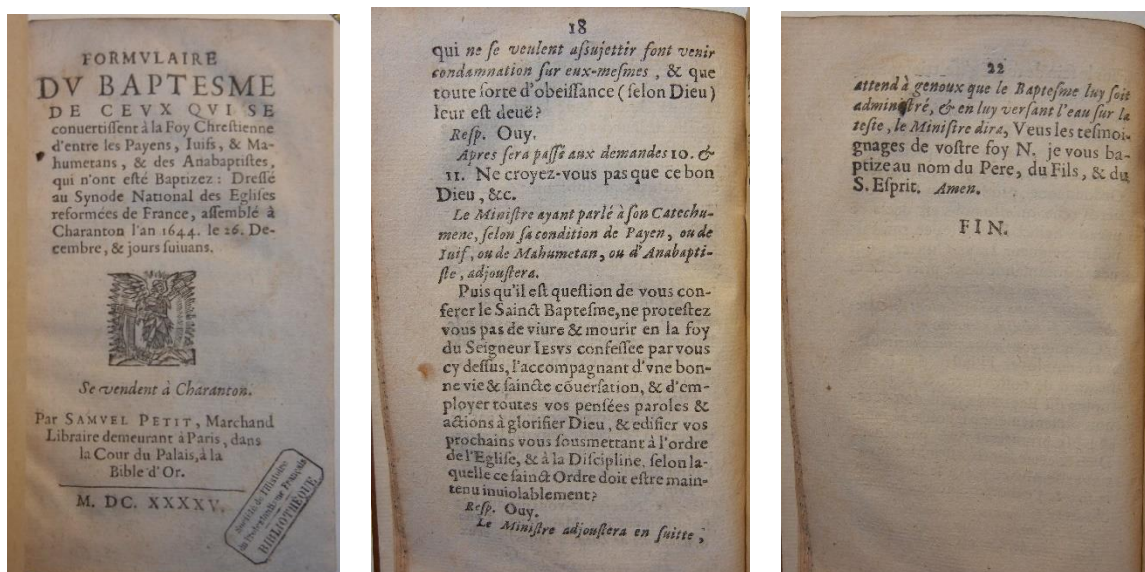 FORMVLAIRE
DV BAPTESME
DE CEVX QVI SE
conuertissent à la Foy Chrestienne
d'entre les Payens, Iuifs, & Ma-
humetans, & des Anabaptistes,
qui n'ont esté Baptizez : Dressé
au Synode National des Eglises
reformées de France, assemblé à
Charanton l'an 1644. le 26. De-
cembre, & jours suiuans.
Se vendent à Charanton.
Par SAMVEL PETIT, Marchand
Libraire demeurant à Paris, dans
la Cour du Palais, à la
Bible d'Or.
M. DC. XXXXV.
Société de l'Histoire
du Protestantisme Français
BIBLIOTHÈQUE
18
qui ne se veulent assujettir font venir
condamnation sur eux-mesmes, & que
toute sorte d'obeissance (selon Dieu)
leur est deuë?
Resp. Ouy.
Apres sera passé aux demandes 10. &
11. Ne croyez-vous pas que ce bon
Dieu, &c.
Le Ministre ayant parlé à son Catechu-
mene, selon sa condition de Payen, ou de
Iuif, ou de Mahumetan, ou d'Anabapti-
ste, adjoustera.
Puis qu'il est question de vous con-
ferer le Sainct Baptesme, ne protestez
vous pas de viure & mourir en la foy
du Seigneur IESVS confessee par vous
cy dessus, l'accompagnant d'vne bon-
ne vie & saincte cõuersation, & d'em-
ployer toutes vos pensées paroles &
actions à glorifier Dieu, & edifier vos
prochains vous sousmettant à l'ordre
de l'Eglise, & à la Discipline, selon la-
quelle ce sainct Ordre doit estre main-
tenu inuiolablement?
Resp. Ouy.
Le Ministre adjoustera en suitte,
22
attend à genoux que le Baptesme luy soit
administré, & en luy versant l'eau sur la
teste, le Ministre dira, Veus les tesmoi-
gnages de vostre foy N. je vous ba-
ptize au nom du Pere, du Fils, & du
S. Esprit. Amen.
FIN.